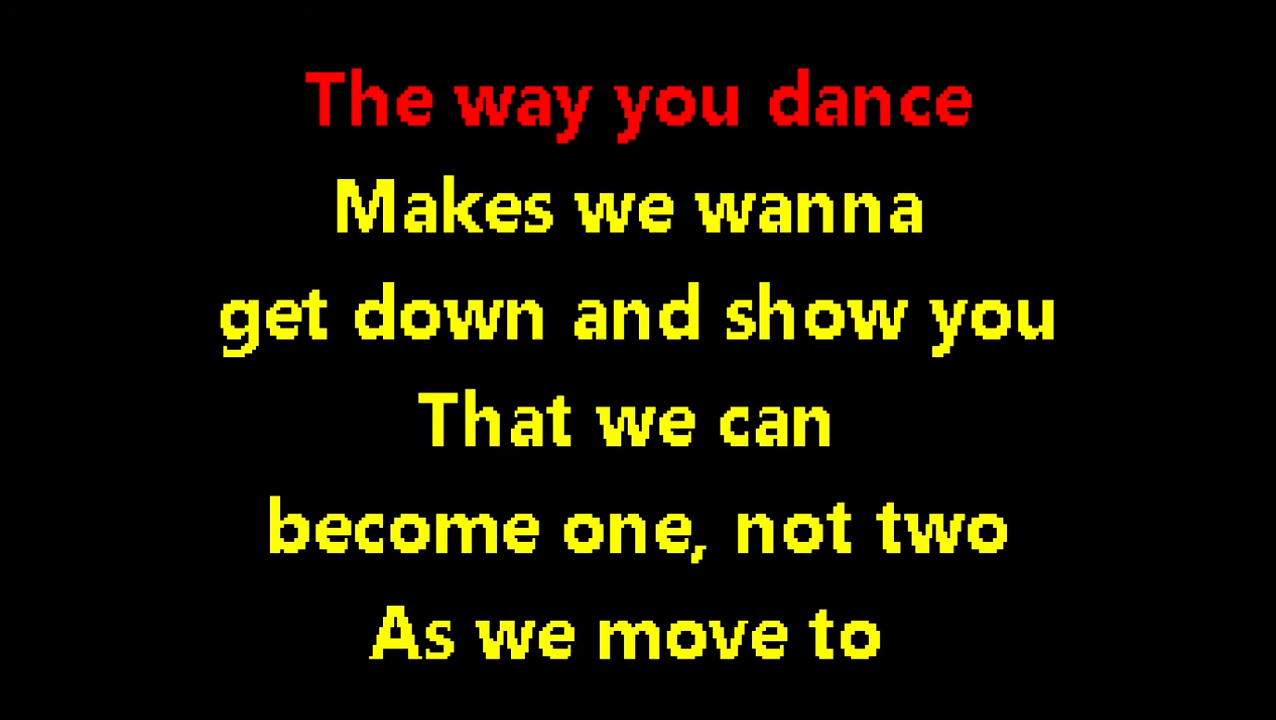 The way you dance
Makes we wanna
get down and show you
That we can
become one, not two
As we move to